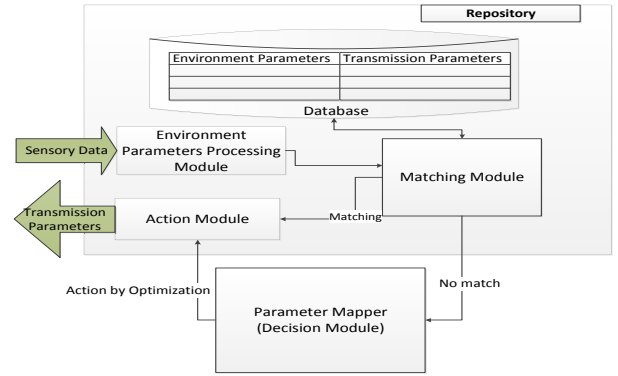 Repository
Environment Parameters Transmission Parameters
Database
Sensory Data
Environment
Parameters Processing
Module
Matching Module
Transmission
Parameters
Action Module
Matching
Action by Optimization
No match
Parameter Mapper
(Decision Module)